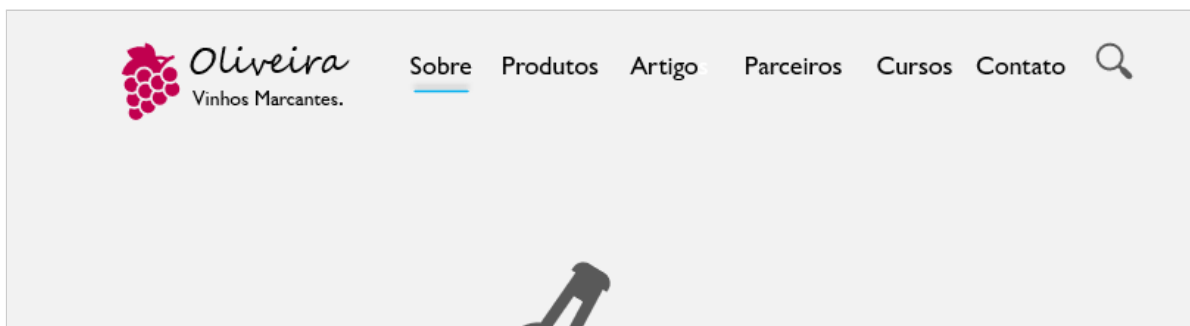 Oliveira
Vinhos Marcantes.
Sobre Produtos Artigos Parceiros Cursos Contato